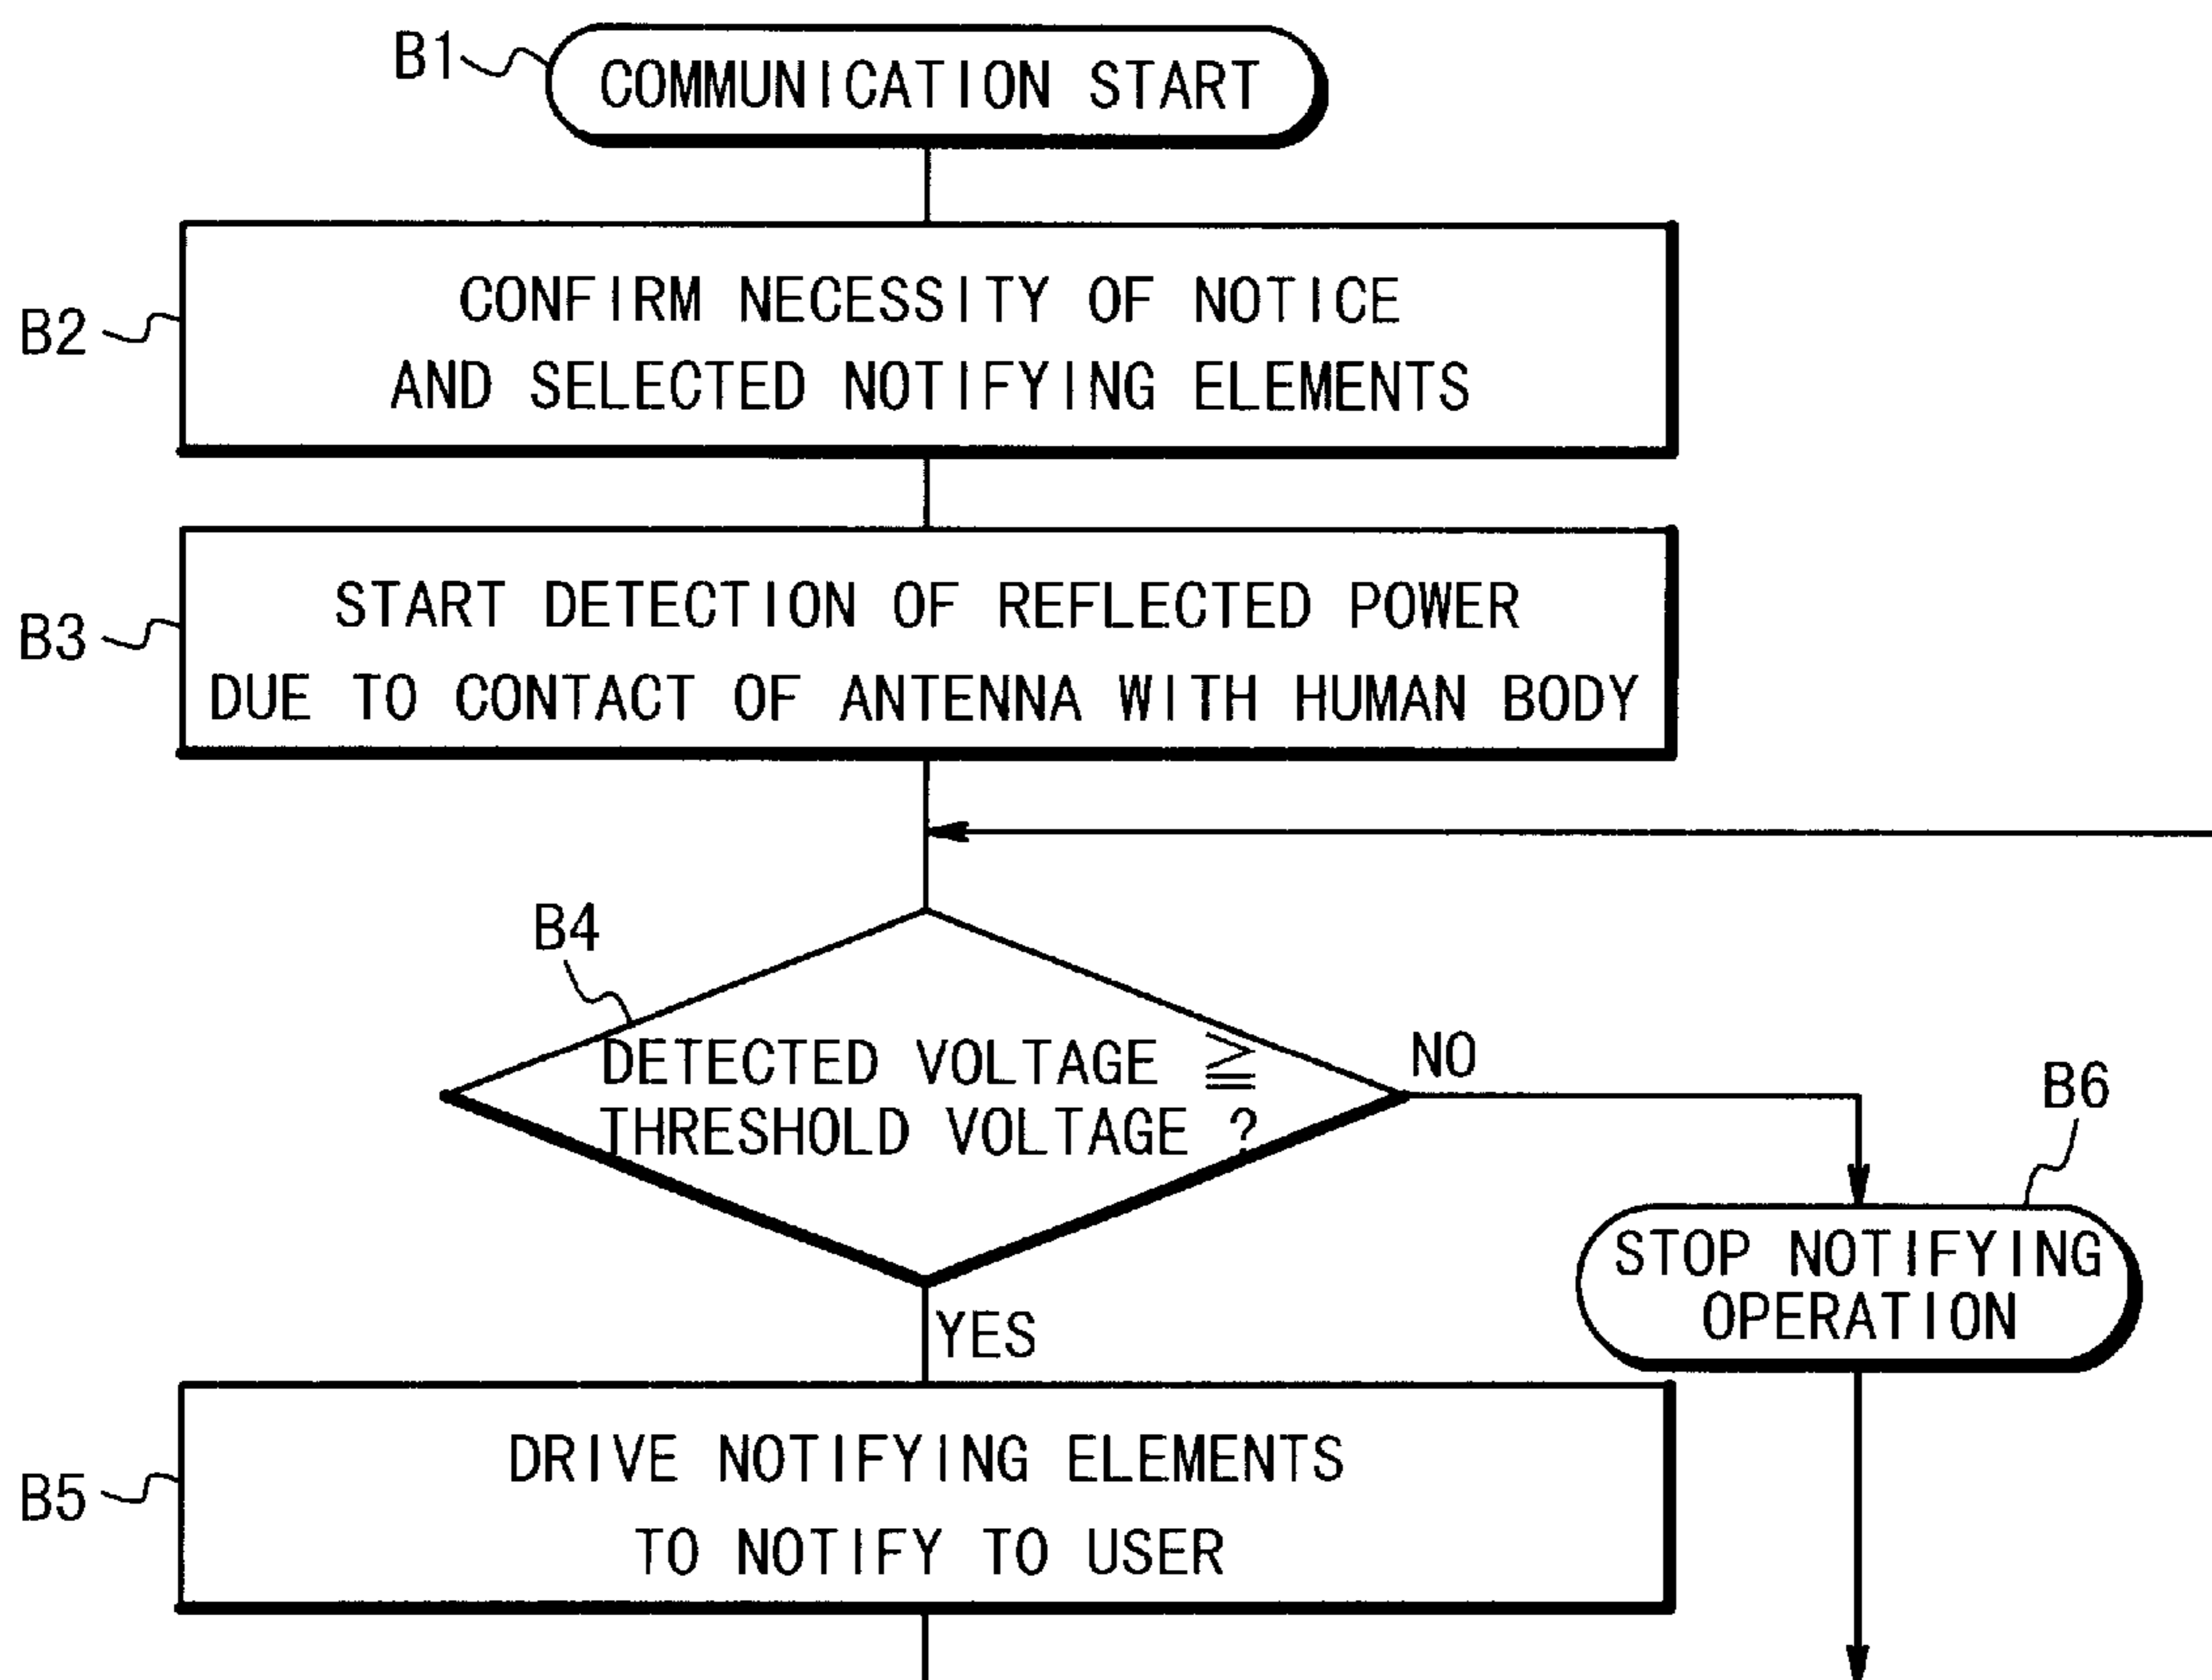 B1
COMMUNICATION START
B2
CONFIRM NECESSITY OF NOTICE
AND SELECTED NOTIFYING ELEMENTS
B3
START DETECTION OF REFLECTED POWER
DUE TO CONTACT OF ANTENNA WITH HUMAN BODY
B4
DETECTED VOLTAGE ≧
THRESHOLD VOLTAGE ?
NO
B6
STOP NOTIFYING
OPERATION
YES
B5
DRIVE NOTIFYING ELEMENTS
TO NOTIFY TO USER